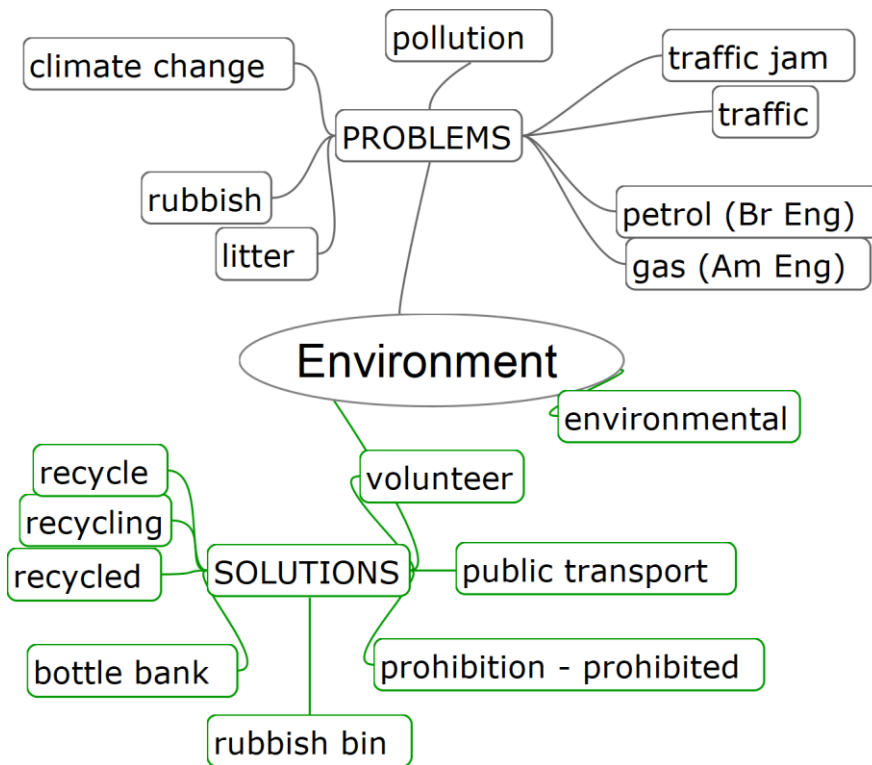 pollution
climate change
traffic jam
traffic
PROBLEMS
rubbish
petrol (Br Eng)
litter
gas (Am Eng)
Environment
environmental
recycle
volunteer
recycling
recycled
SOLUTIONS
public transport
bottle bank
prohibition - prohibited
rubbish bin